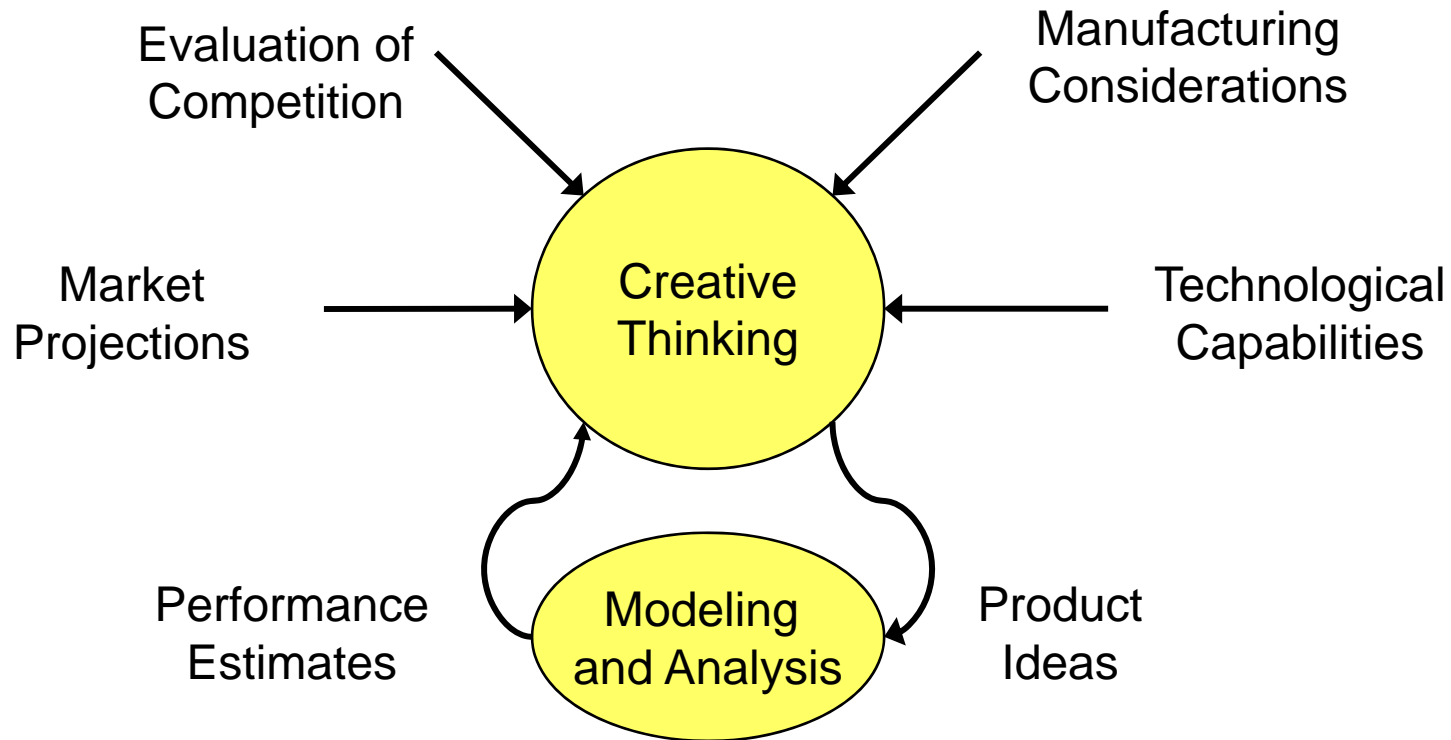 Evaluation of
Competition
Manufacturing
Considerations
Market
Projections
Creative
Thinking
Technological
Capabilities
Performance
Estimates
Modeling
and Analysis
Product
Ideas